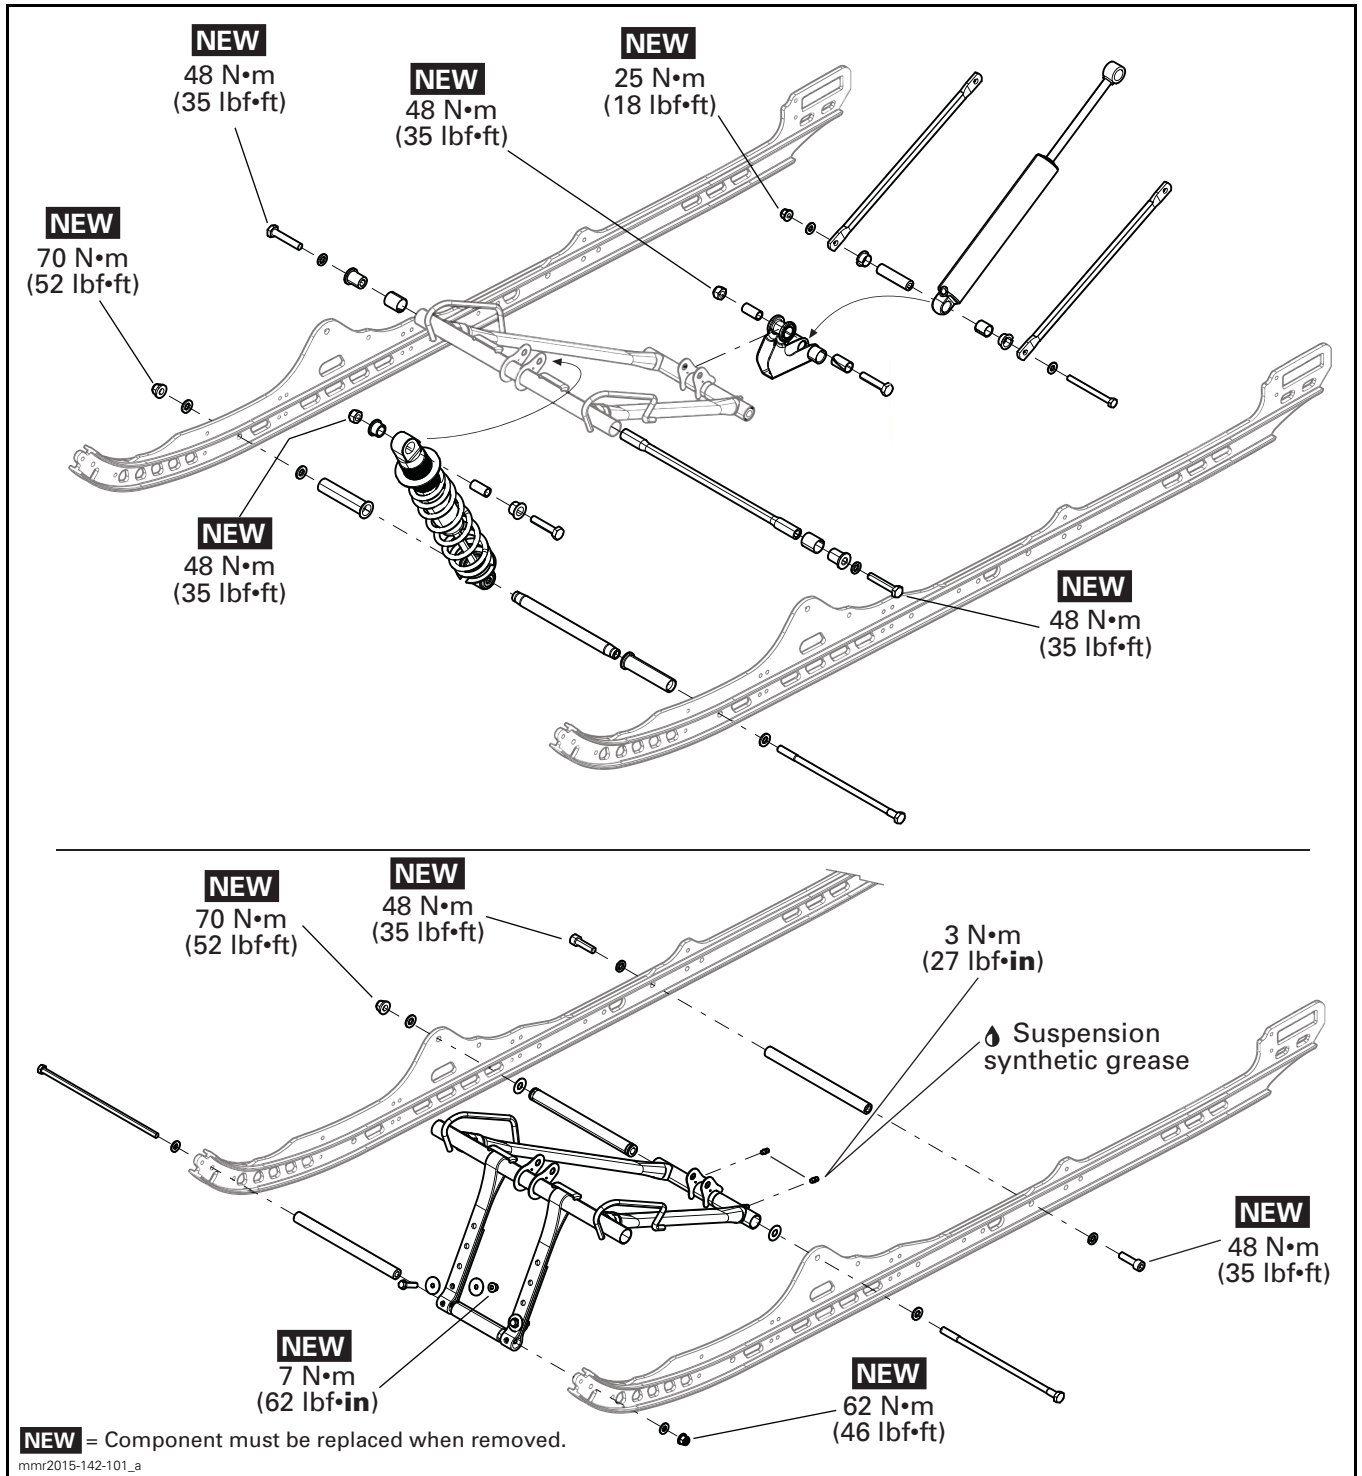 NEW
48 N•m
(35 lbf•ft)
NEW
48 N•m
(35 lbf•ft)
NEW
25 N•m
(18 lbf•ft)
NEW
70 N•m
(52 lbf•ft)
NEW
48 N•m
(35 lbf•ft)
NEW
48 N•m
(35 lbf•ft)
NEW
70 N•m
(52 lbf•ft)
NEW
48 N•m
(35 lbf•ft)
3 N•m
(27 lbf•in)
Suspension
synthetic grease
NEW
48 N•m
(35 lbf•ft)
NEW
7 N•m
(62 lbf•in)
NEW
62 N•m
(46 lbf•ft)
NEW = Component must be replaced when removed.
mmr2015-142-101_a